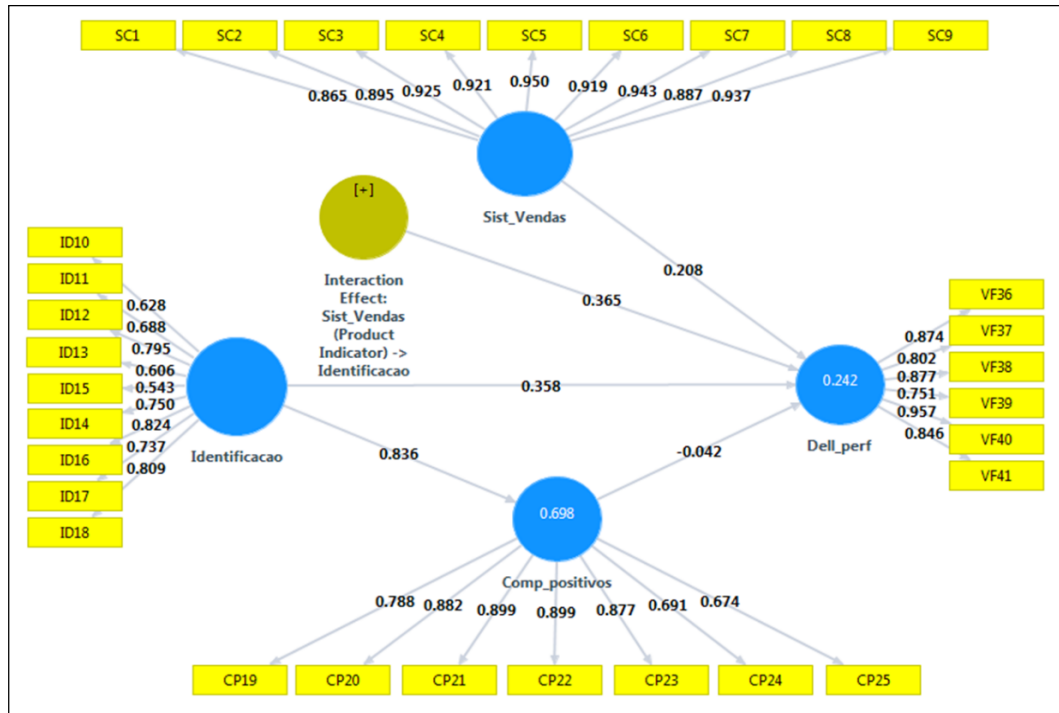 SC1 SC2 SC3 SC4 SC5 SC6 SC7 SC8 SC9
0.865 0.895 0.925 0.921 0.950 0.919 0.943 0.887 0.937
Sist_Vendas
[+]
Interaction
Effect:
Sist_Vendas
(Product
Indicator) ->
Identificacao
0.208
0.365
ID10
ID11
ID12
ID13
ID15
ID14
ID16
ID17
ID18
0.628
0.688
0.795
0.606
0.543
0.750
0.824
0.737
0.809
Identificacao
0.358
0.836
-0.042
0.242
Dell_perf
0.874
0.802
0.877
0.751
0.957
0.846
VF36
VF37
VF38
VF39
VF40
VF41
0.698
Comp_positivos
0.788 0.882 0.899 0.899 0.877 0.691 0.674
CP19 CP20 CP21 CP22 CP23 CP24 CP25